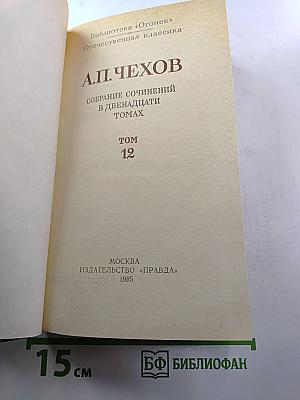 Библиотека «Огонек»
Отечественная классика
А.П.ЧЕХОВ
СОБРАНИЕ СОЧИНЕНИЙ
В ДВЕНАДЦАТИ
ТОМАХ
ТОМ
12
МОСКВА
ИЗДАТЕЛЬСТВО «ПРАВДА»
1985
15 см
БФ БИБЛИОФАН